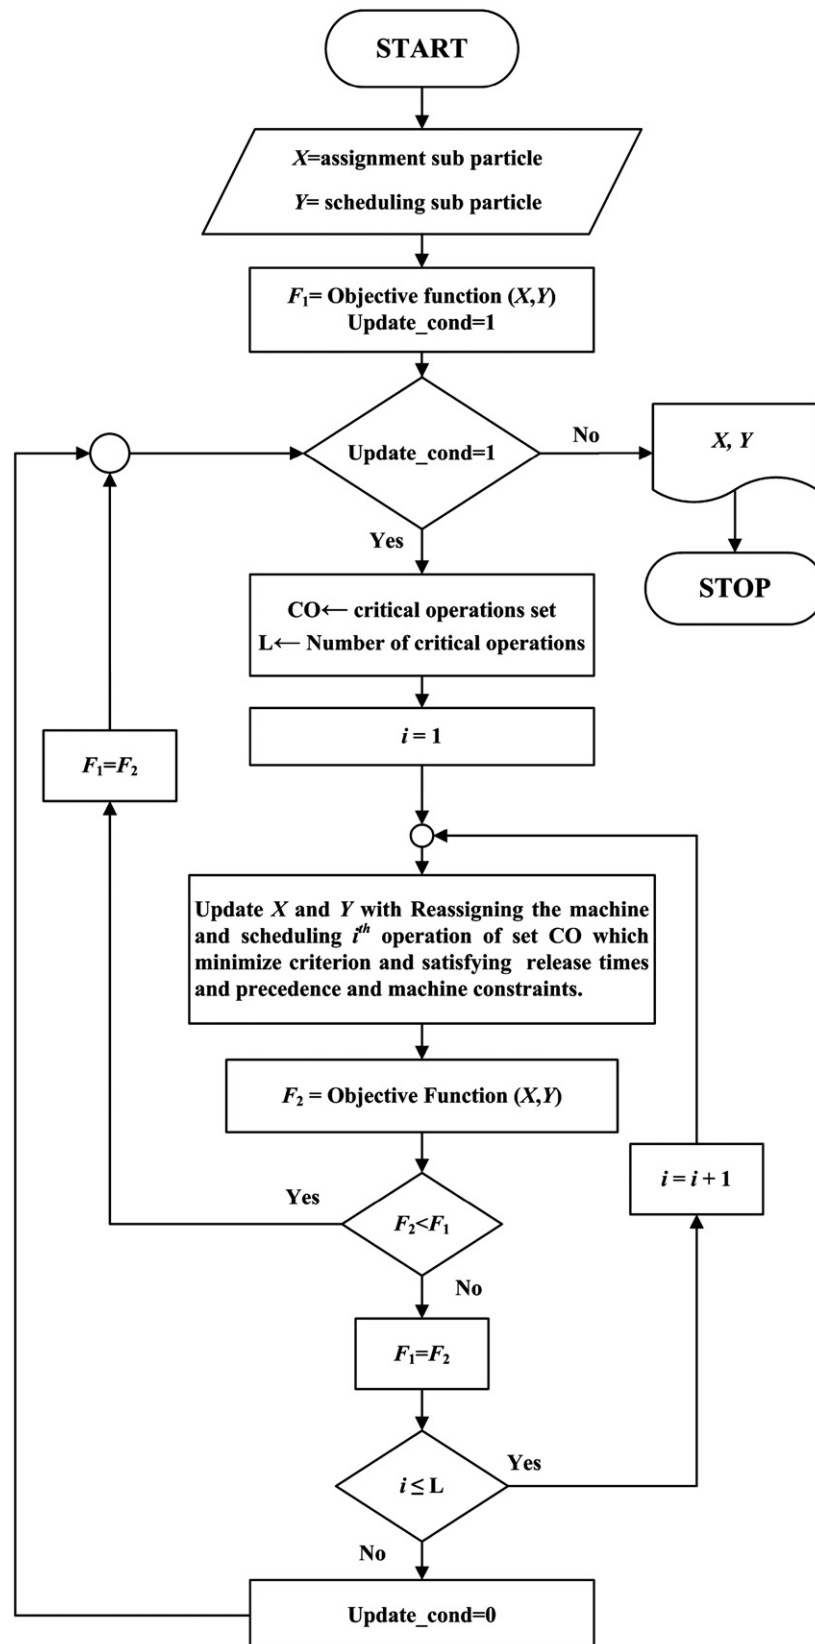 START
X=assignment sub particle
Y= scheduling sub particle
F₁= Objective function (X,Y)
Update_cond=1
Update_cond=1
No
X, Y
Yes
STOP
CO← critical operations set
L← Number of critical operations
i = 1
F₁=F₂
Update X and Y with Reassigning the machine
and scheduling iᵗʰ operation of set CO which
minimize criterion and satisfying release times
and precedence and machine constraints.
F₂ = Objective Function (X,Y)
i = i + 1
Yes
F₂<F₁
No
F₁=F₂
i ≤ L
Yes
No
Update_cond=0